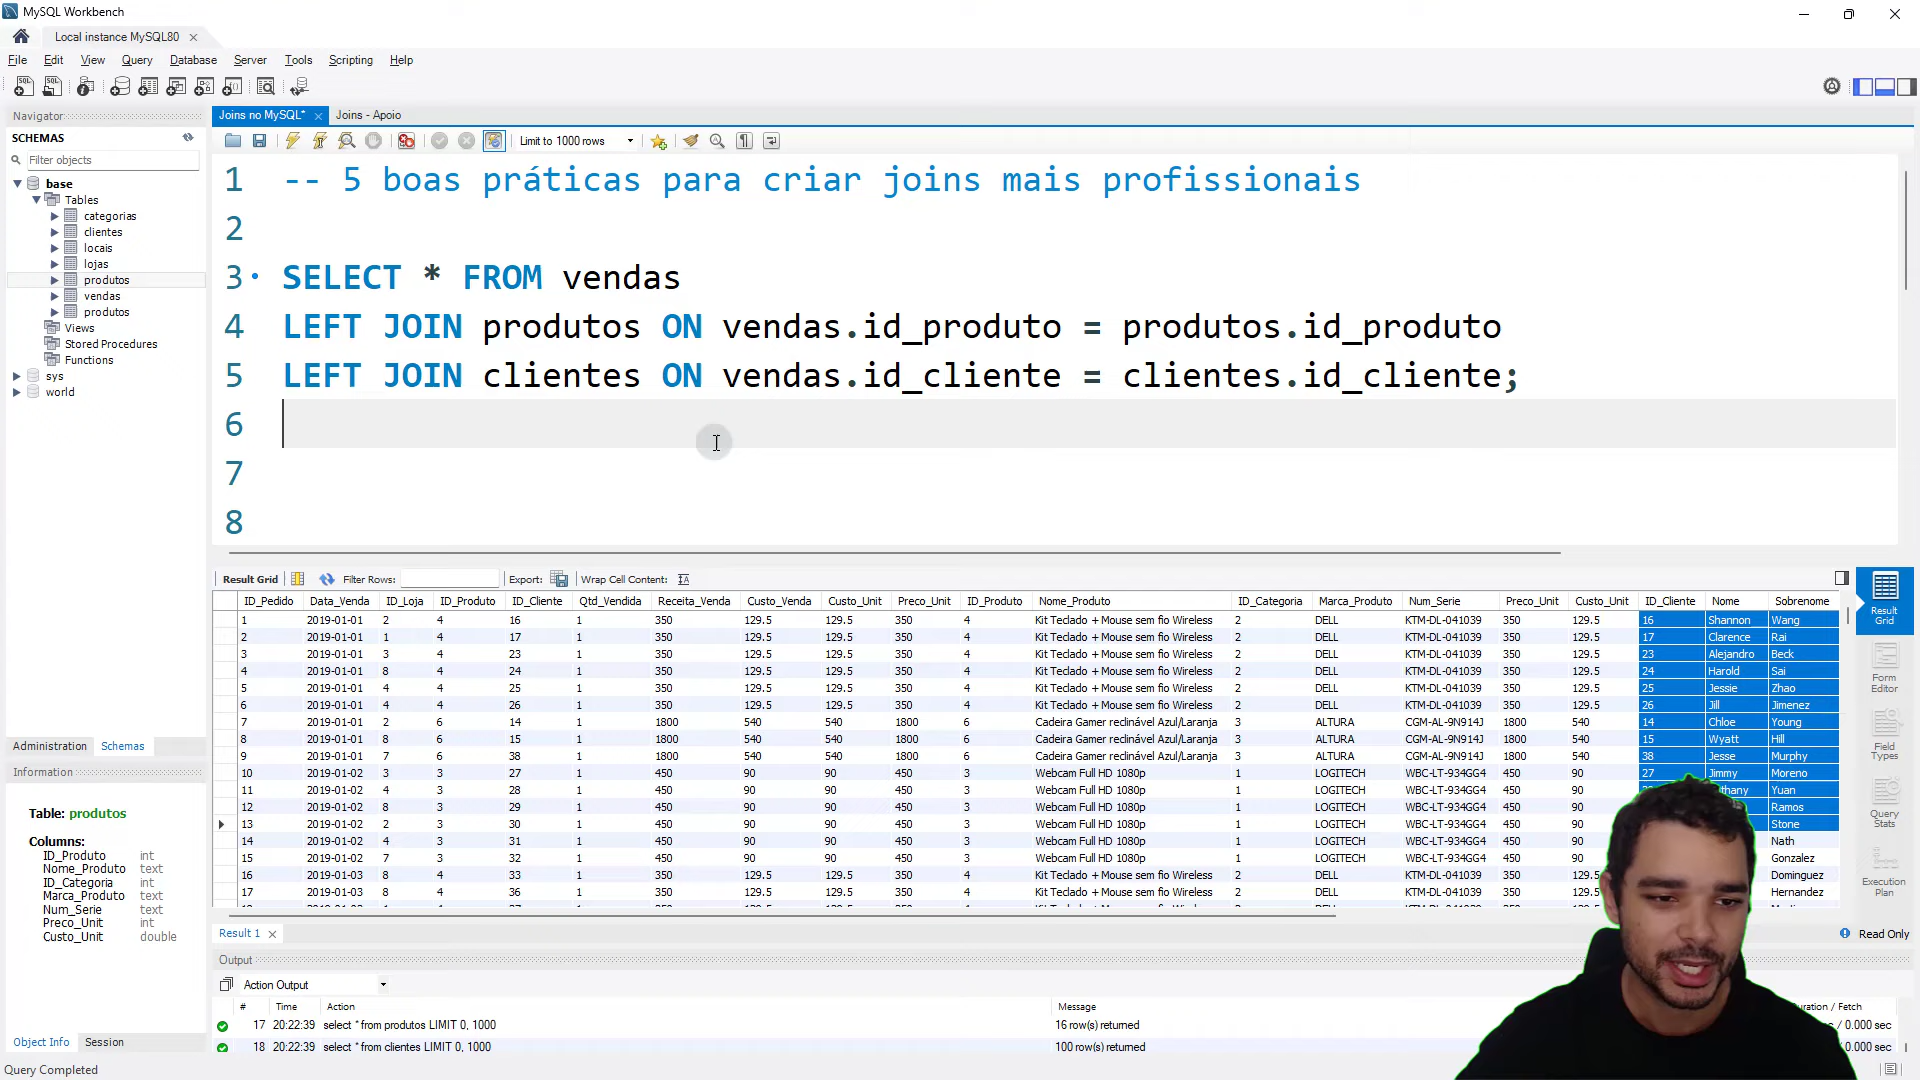 MySQL Workbench
Local instance MySQL80
File Edit View Query Database Server Tools Scripting Help
Navigator
SCHEMAS
Filter objects
base
Tables
categorias
clientes
locais
lojas
produtos
vendas
produtos
Views
Stored Procedures
Functions
sys
world
Administration Schemas
Information
Table: produtos
Columns:
ID_Produto int
Nome_Produto text
ID_Categoria int
Marca_Produto text
Num_Serie text
Preco_Unit int
Custo_Unit double
Object Info Session
Query Completed
Joins no MySQL* Joins - Apoio
Limit to 1000 rows
1 -- 5 boas práticas para criar joins mais profissionais
2
3 SELECT * FROM vendas
4 LEFT JOIN produtos ON vendas.id_produto = produtos.id_produto
5 LEFT JOIN clientes ON vendas.id_cliente = clientes.id_cliente;
6
7
8
Result Grid Filter Rows: Export: Wrap Cell Content:
ID_Pedido Data_Venda ID_Loja ID_Produto ID_Cliente Qtd_Vendida Receita_Venda Custo_Venda Custo_Unit Preco_Unit ID_Produto Nome_Produto ID_Categoria Marca_Produto Num_Serie Preco_Unit Custo_Unit ID_Cliente Nome Sobrenome
1 2019-01-01 2 4 16 1 350 129.5 129.5 350 4 Kit Teclado + Mouse sem fio Wireless 2 DELL KTM-DL-041039 350 129.5 16 Shannon Wang
2 2019-01-01 1 4 17 1 350 129.5 129.5 350 4 Kit Teclado + Mouse sem fio Wireless 2 DELL KTM-DL-041039 350 129.5 17 Clarence Rai
3 2019-01-01 3 4 23 1 350 129.5 129.5 350 4 Kit Teclado + Mouse sem fio Wireless 2 DELL KTM-DL-041039 350 129.5 23 Alejandro Beck
4 2019-01-01 8 4 24 1 350 129.5 129.5 350 4 Kit Teclado + Mouse sem fio Wireless 2 DELL KTM-DL-041039 350 129.5 24 Harold Sai
5 2019-01-01 4 4 25 1 350 129.5 129.5 350 4 Kit Teclado + Mouse sem fio Wireless 2 DELL KTM-DL-041039 350 129.5 25 Jessie Zhao
6 2019-01-01 4 4 26 1 350 129.5 129.5 350 4 Kit Teclado + Mouse sem fio Wireless 2 DELL KTM-DL-041039 350 129.5 26 Jill Jimenez
7 2019-01-01 2 6 14 1 1800 540 540 1800 6 Cadeira Gamer reclinável Azul/Laranja 3 ALTURA CGM-AL-9N914J 1800 540 14 Chloe Young
8 2019-01-01 8 6 15 1 1800 540 540 1800 6 Cadeira Gamer reclinável Azul/Laranja 3 ALTURA CGM-AL-9N914J 1800 540 15 Wyatt Hill
9 2019-01-01 7 6 38 1 1800 540 540 1800 6 Cadeira Gamer reclinável Azul/Laranja 3 ALTURA CGM-AL-9N914J 1800 540 38 Jesse Murphy
10 2019-01-02 3 3 27 1 450 90 90 450 3 Webcam Full HD 1080p 1 LOGITECH WBC-LT-934GG4 450 90 27 Jimmy Moreno
11 2019-01-02 4 3 28 1 450 90 90 450 3 Webcam Full HD 1080p 1 LOGITECH WBC-LT-934GG4 450 90 Yuan
12 2019-01-02 8 3 29 1 450 90 90 450 3 Webcam Full HD 1080p 1 LOGITECH WBC-LT-934GG4 450 90 Ramos
13 2019-01-02 2 3 30 1 450 90 90 450 3 Webcam Full HD 1080p 1 LOGITECH WBC-LT-934GG4 450 90 Stone
14 2019-01-02 4 3 31 1 450 90 90 450 3 Webcam Full HD 1080p 1 LOGITECH WBC-LT-934GG4 450 90 Nath
15 2019-01-02 7 3 32 1 450 90 90 450 3 Webcam Full HD 1080p 1 LOGITECH WBC-LT-934GG4 450 90 Gonzalez
16 2019-01-03 8 4 33 1 350 129.5 129.5 350 4 Kit Teclado + Mouse sem fio Wireless 2 DELL KTM-DL-041039 350 129.5 Dominguez
17 2019-01-03 8 4 36 1 350 129.5 129.5 350 4 Kit Teclado + Mouse sem fio Wireless 2 DELL KTM-DL-041039 350 129.5 Hernandez
Result Grid
Form Editor
Field Types
Query Stats
Execution Plan
Result 1 Read Only
Output
Action Output
# Time Action Message Duration / Fetch
17 20:22:39 select * from produtos LIMIT 0, 1000 16 row(s) returned / 0.000 sec
18 20:22:39 select * from clientes LIMIT 0, 1000 100 row(s) returned / 0.000 sec